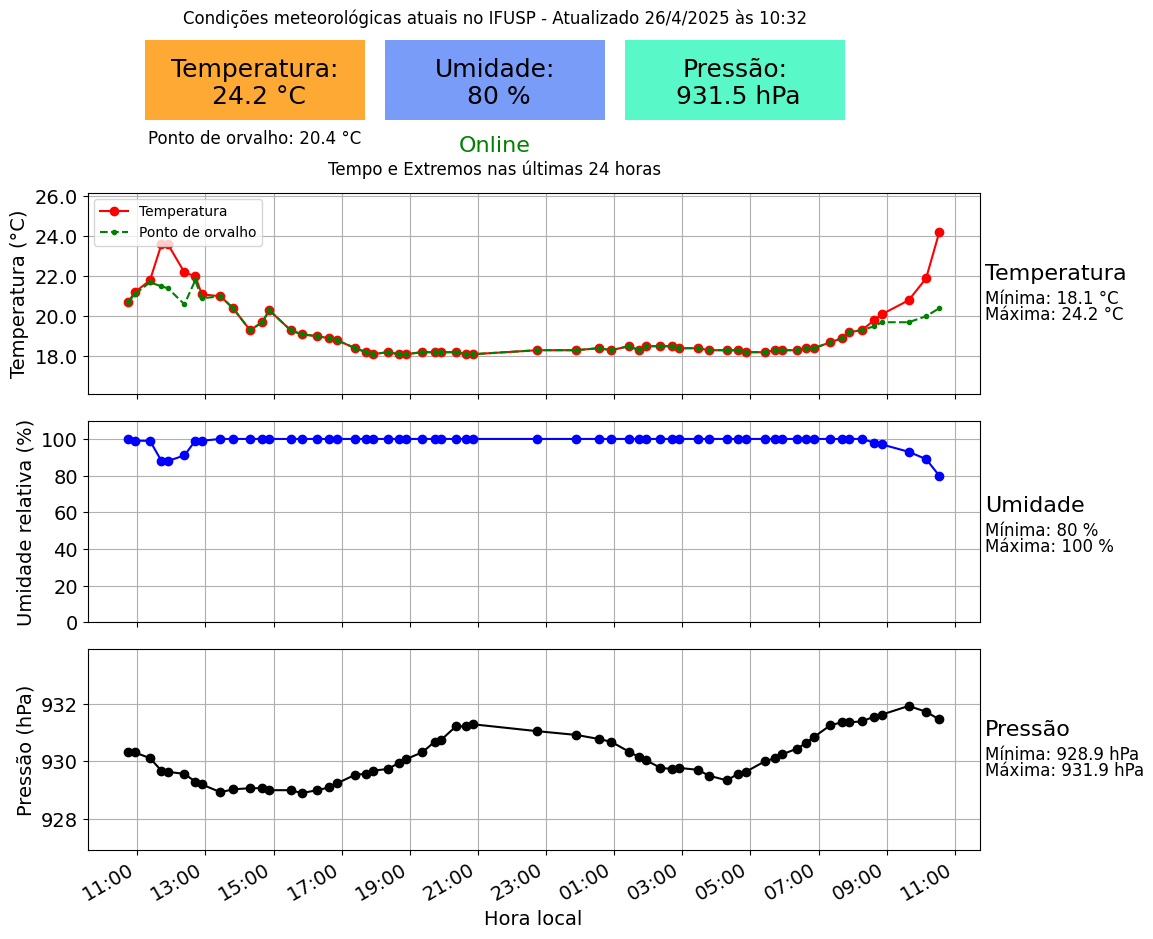 Condições meteorológicas atuais no IFUSP - Atualizado 26/4/2025 às 10:32
Temperatura:
24.2 °C
Umidade:
80 %
Pressão:
931.5 hPa
Ponto de orvalho: 20.4 °C
Online
Tempo e Extremos nas últimas 24 horas
Temperatura (°C)
26.0
24.0
22.0
20.0
18.0
Temperatura
Ponto de orvalho
Temperatura
Mínima: 18.1 °C
Máxima: 24.2 °C
Umidade relativa (%)
100
80
60
40
20
0
Umidade
Mínima: 80 %
Máxima: 100 %
Pressão (hPa)
932
930
928
Pressão
Mínima: 928.9 hPa
Máxima: 931.9 hPa
11:00 13:00 15:00 17:00 19:00 21:00 23:00 01:00 03:00 05:00 07:00 09:00 11:00
Hora local